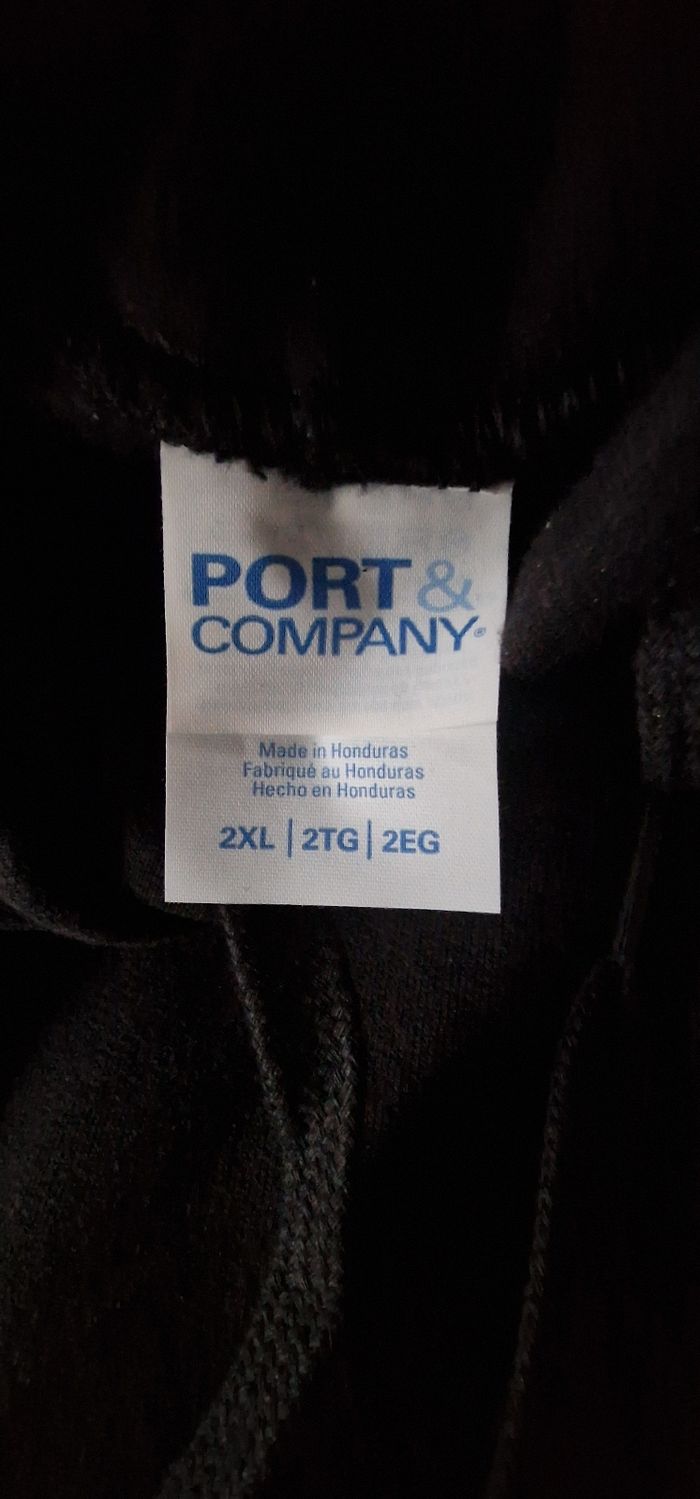 PORT &
COMPANY®
Made in Honduras
Fabriqué au Honduras
Hecho en Honduras
2XL | 2TG | 2EG